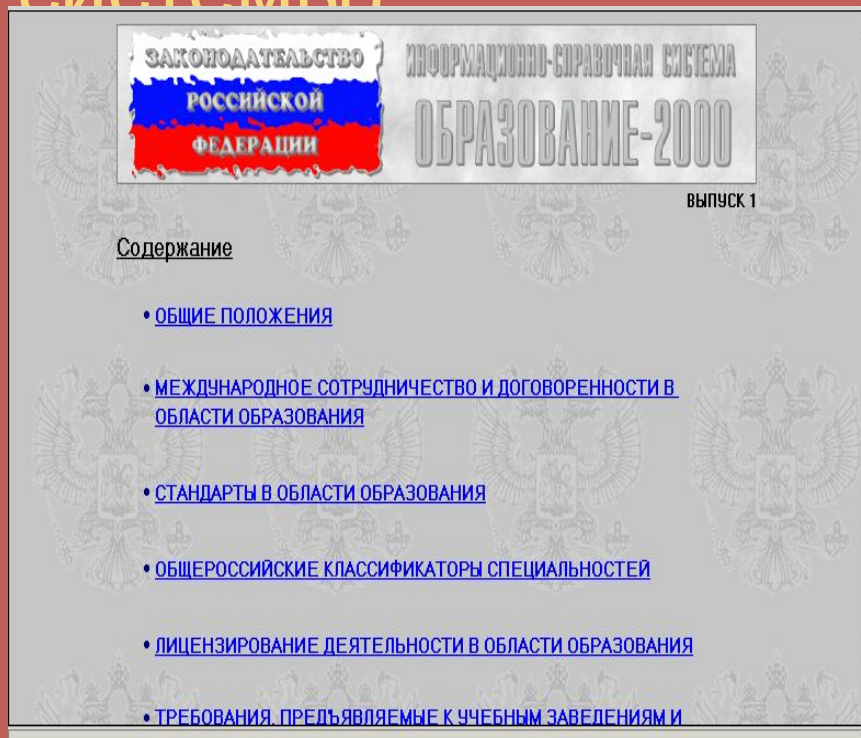 ЗАКОНОДАТЕЛЬСТВО
РОССИЙСКОЙ
ФЕДЕРАЦИИ
ИНФОРМАЦИОННО-СПРАВОЧНАЯ СИСТЕМА
ОБРАЗОВАНИЕ-2000
ВЫПУСК 1
Содержание
• ОБЩИЕ ПОЛОЖЕНИЯ
• МЕЖДУНАРОДНОЕ СОТРУДНИЧЕСТВО И ДОГОВОРЕННОСТИ В
ОБЛАСТИ ОБРАЗОВАНИЯ
• СТАНДАРТЫ В ОБЛАСТИ ОБРАЗОВАНИЯ
• ОБЩЕРОССИЙСКИЕ КЛАССИФИКАТОРЫ СПЕЦИАЛЬНОСТЕЙ
• ЛИЦЕНЗИРОВАНИЕ ДЕЯТЕЛЬНОСТИ В ОБЛАСТИ ОБРАЗОВАНИЯ
• ТРЕБОВАНИЯ, ПРЕДЪЯВЛЯЕМЫЕ К УЧЕБНЫМ ЗАВЕДЕНИЯМ И